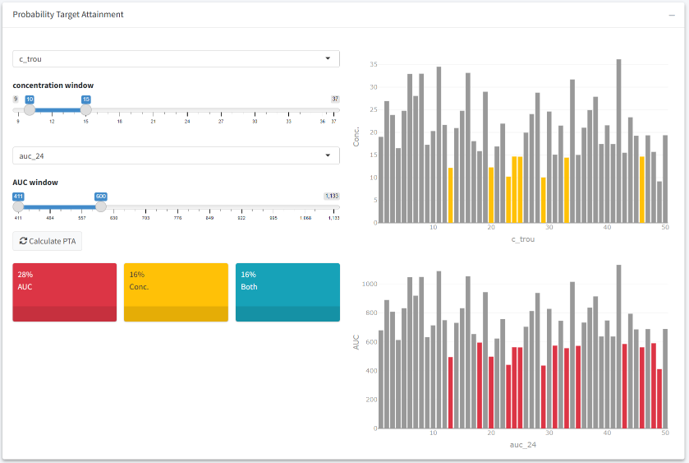 Probability Target Attainment
c_trou
concentration window
9 10 15 37
9 12 15 18 21 24 27 30 33 36 37
auc_24
AUC window
411 600 1,133
411 484 557 630 703 776 849 922 995 1 068 1,133
Calculate PTA
28%
AUC
16%
Conc.
16%
Both
35
30
25
20
15
10
5
0
Conc.
10 20 30 40 50
c_trou
1000
800
600
400
200
0
AUC
10 20 30 40 50
auc_24